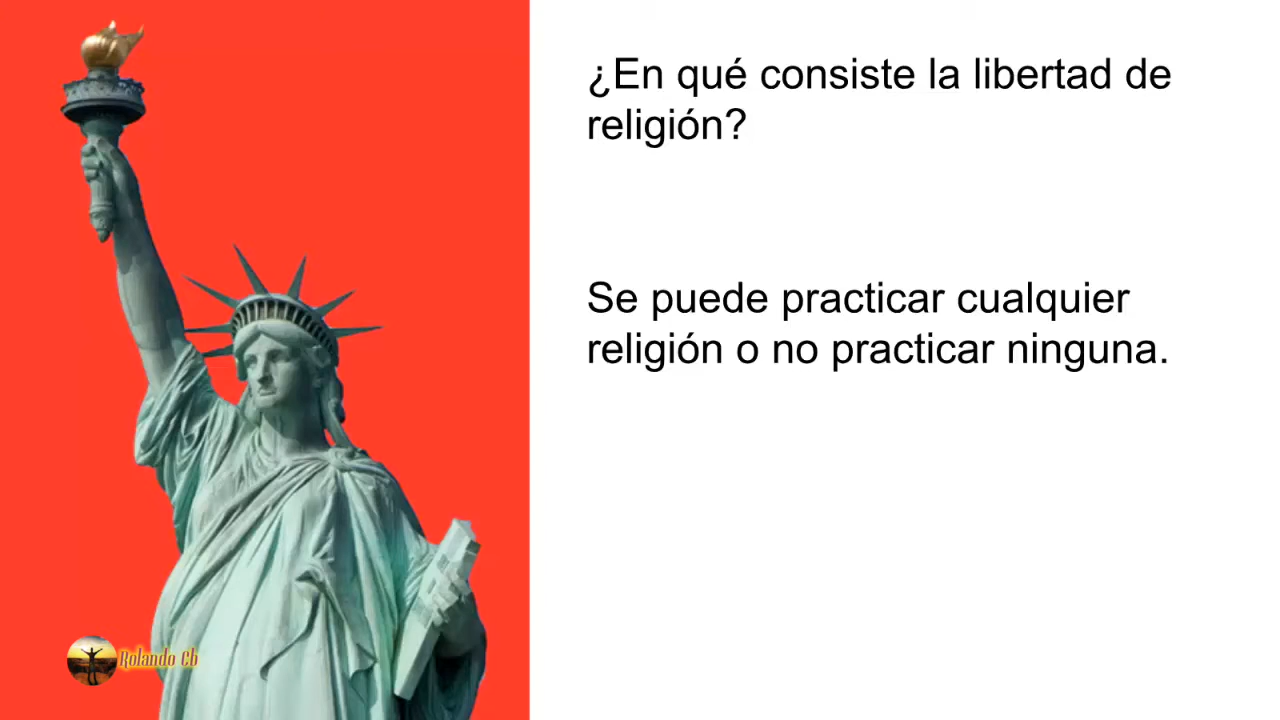 ¿En qué consiste la libertad de
religión?
Se puede practicar cualquier
religión o no practicar ninguna.
Rolando Cb